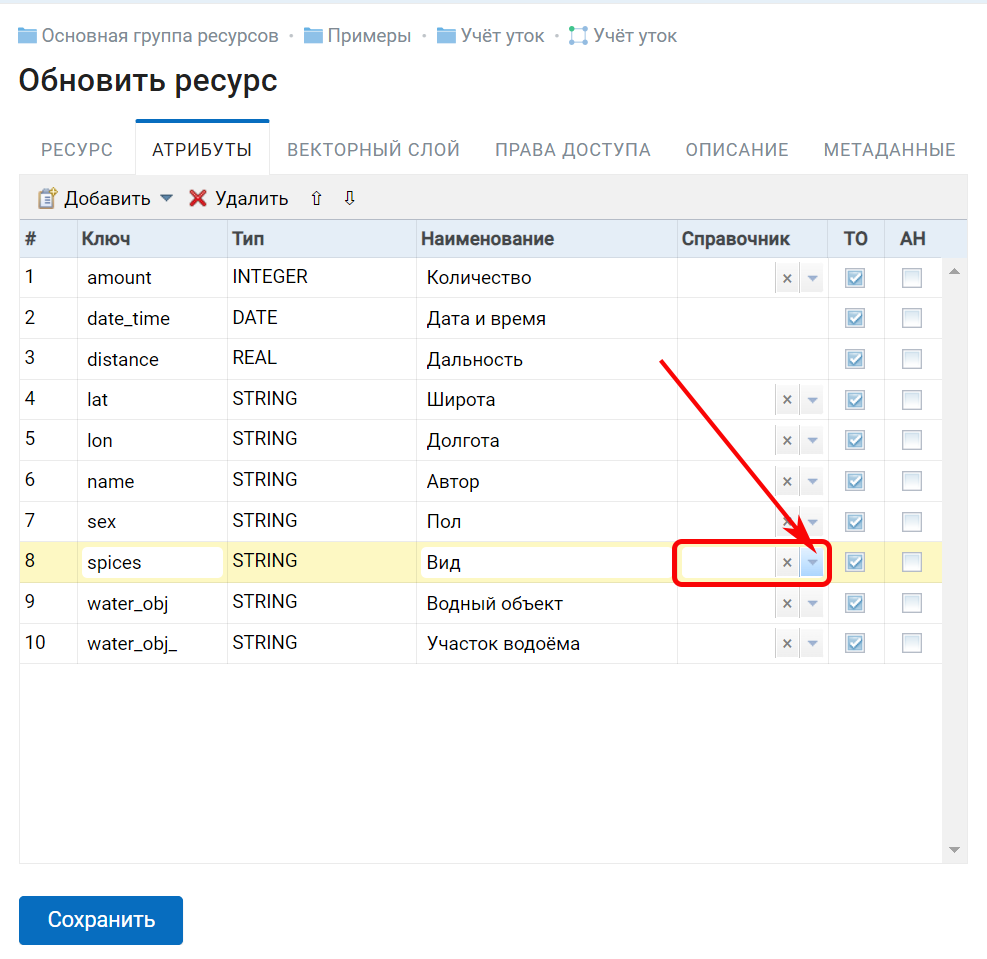 Основная группа ресурсов · Примеры · Учёт уток · Учёт уток
Обновить ресурс
РЕСУРС АТРИБУТЫ ВЕКТОРНЫЙ СЛОЙ ПРАВА ДОСТУПА ОПИСАНИЕ МЕТАДАННЫЕ
Добавить Удалить ⇧ ⇩
# Ключ Тип Наименование Справочник ТО АН
1 amount INTEGER Количество ×
2 date_time DATE Дата и время
3 distance REAL Дальность
4 lat STRING Широта ×
5 lon STRING Долгота ×
6 name STRING Автор ×
7 sex STRING Пол ×
8 spices STRING Вид ×
9 water_obj STRING Водный объект ×
10 water_obj_ STRING Участок водоёма ×
Сохранить